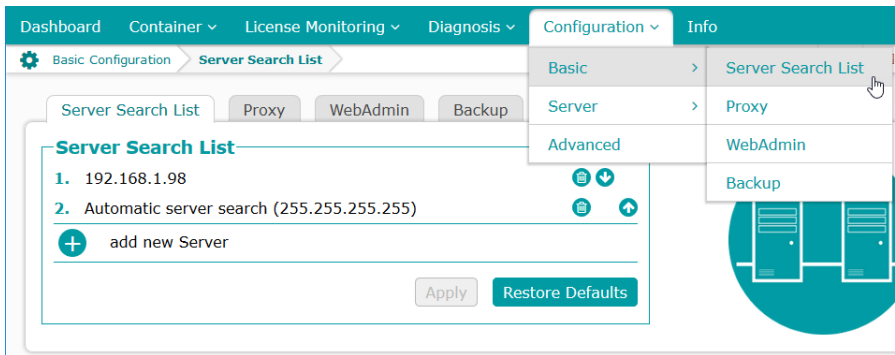 Dashboard Container License Monitoring Diagnosis Configuration Info
Basic Configuration Server Search List
Basic
Server
Advanced
Server Search List
Proxy
WebAdmin
Backup
Server Search List Proxy WebAdmin Backup
Server Search List
1. 192.168.1.98
2. Automatic server search (255.255.255.255)
add new Server
Apply Restore Defaults